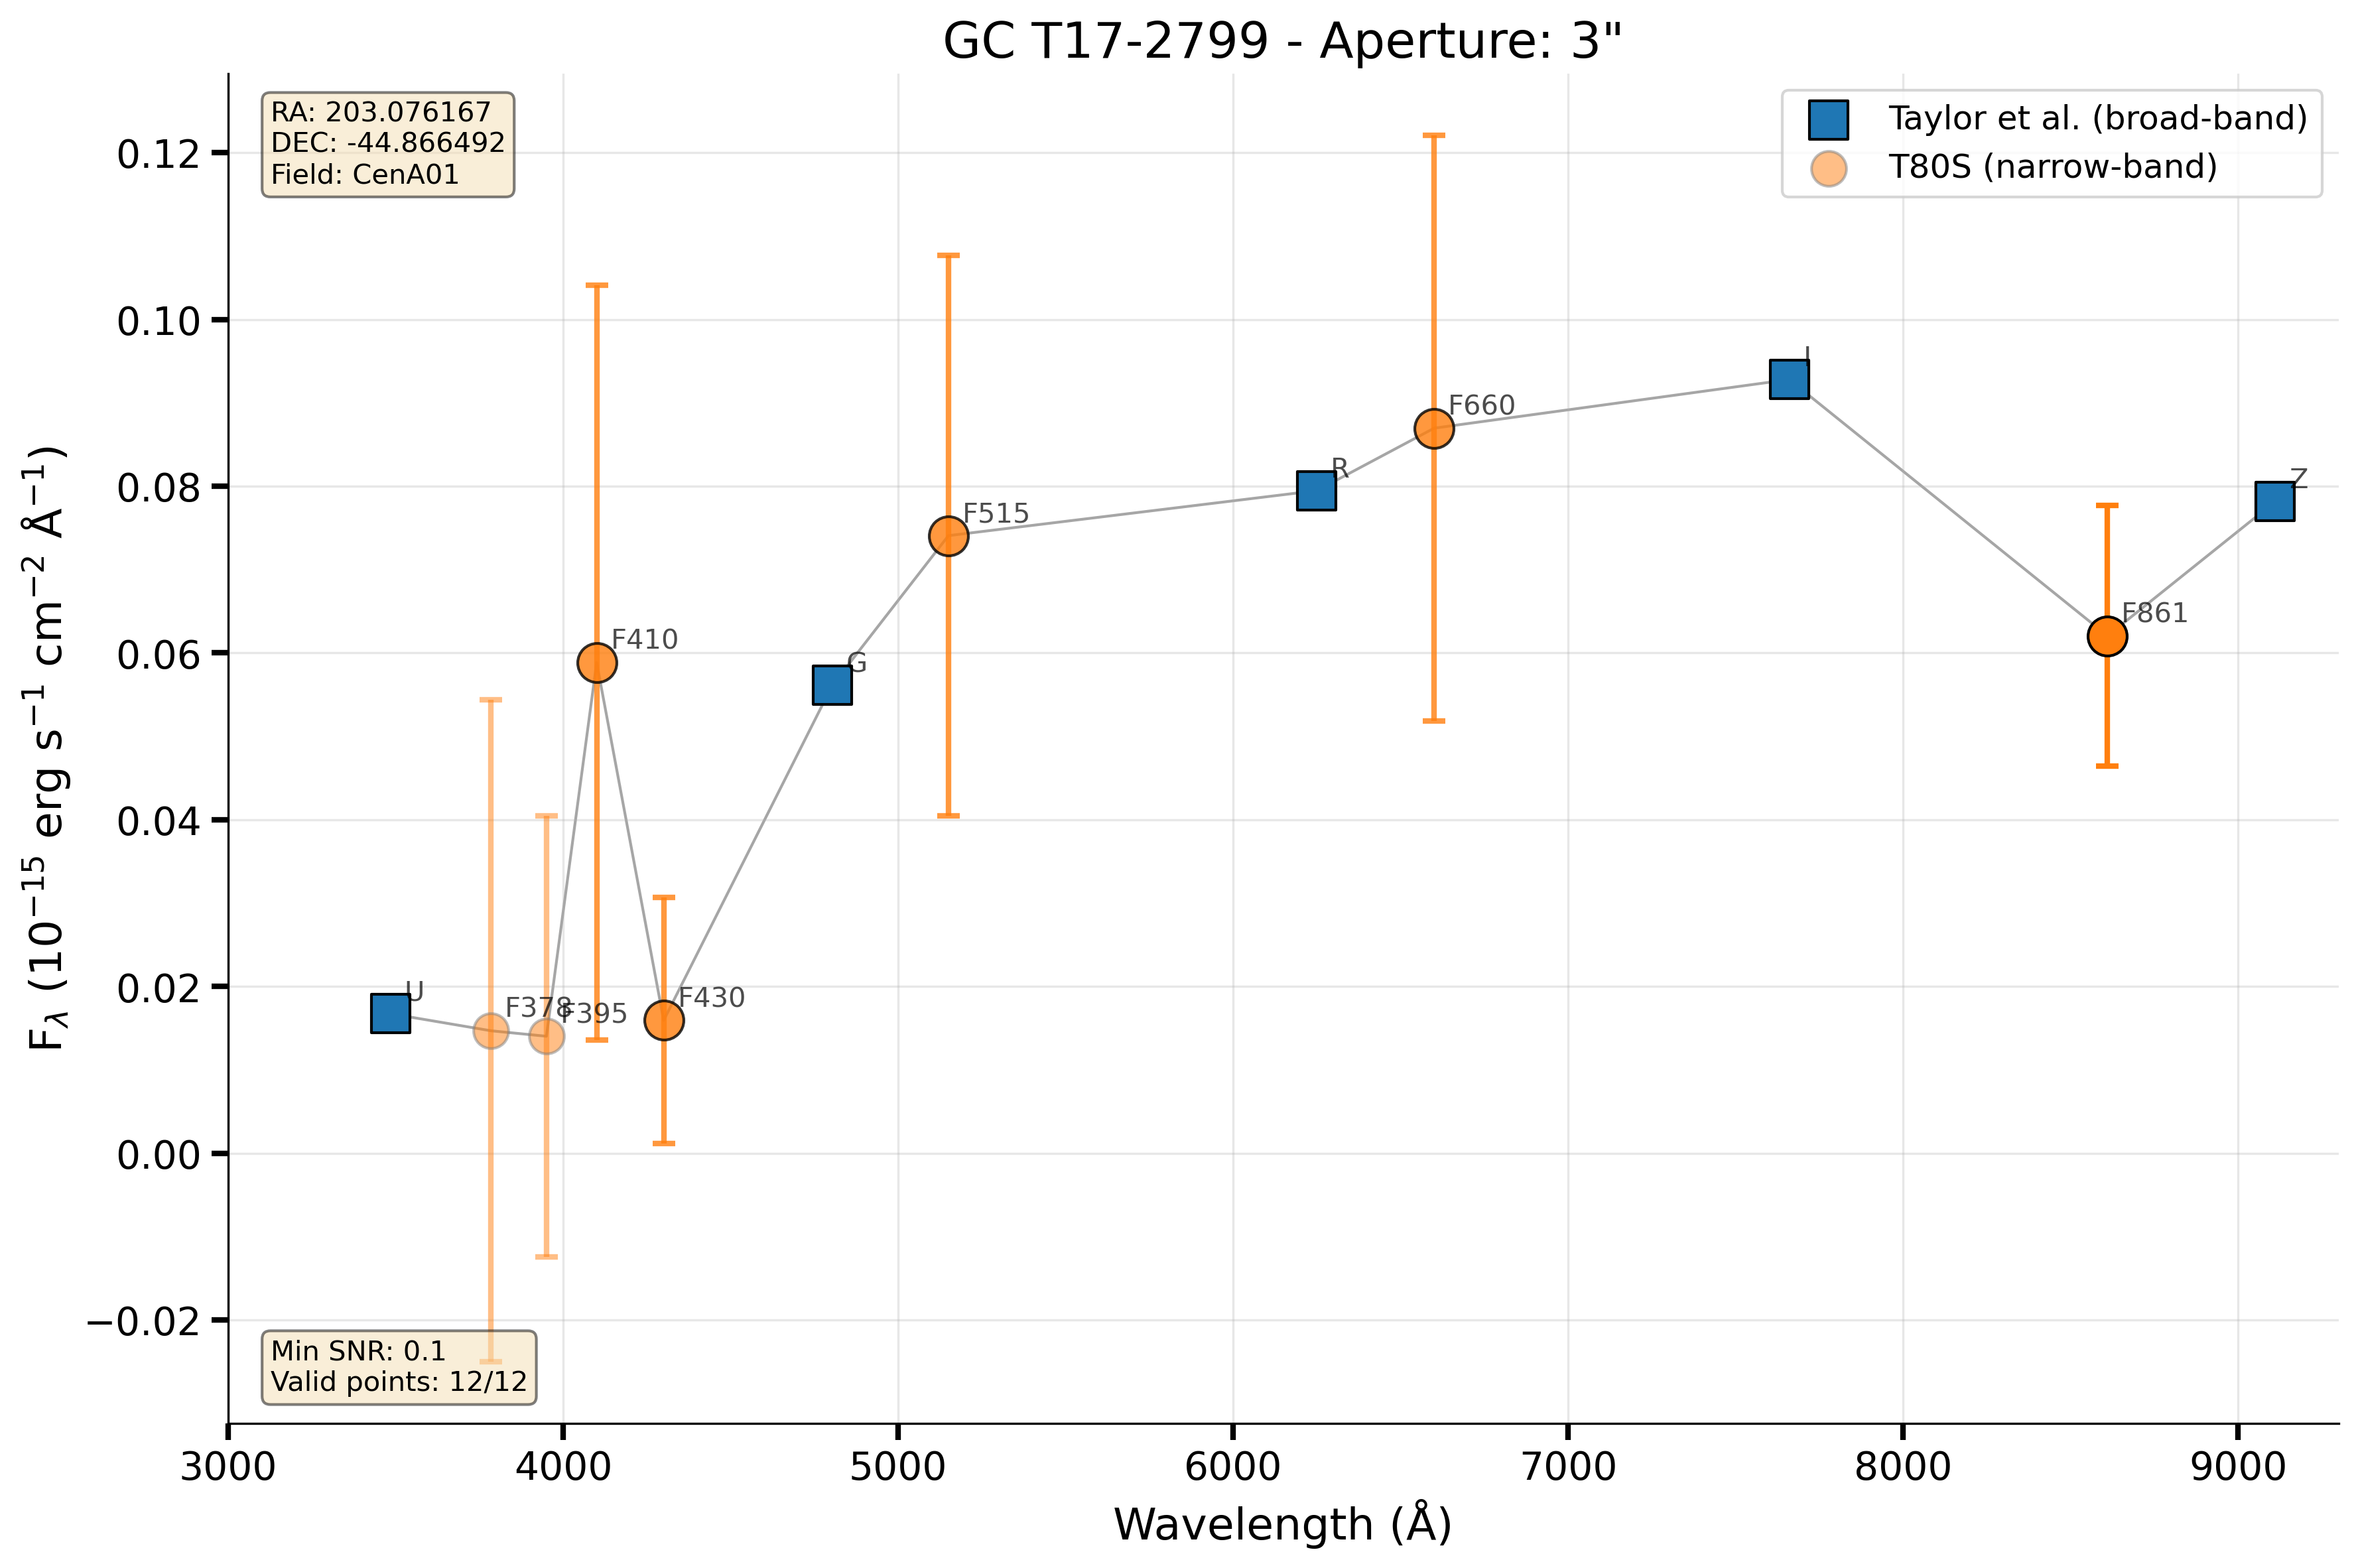 GC T17-2799 - Aperture: 3"
RA: 203.076167
DEC: -44.866492
Field: CenA01
Taylor et al. (broad-band)
T80S (narrow-band)
F_λ (10⁻¹⁵ erg s⁻¹ cm⁻² Å⁻¹)
0.12
0.10
0.08
0.06
0.04
0.02
0.00
−0.02
U
F378
F395
F410
F430
G
F515
R
F660
I
F861
Z
Min SNR: 0.1
Valid points: 12/12
3000
4000
5000
6000
7000
8000
9000
Wavelength (Å)